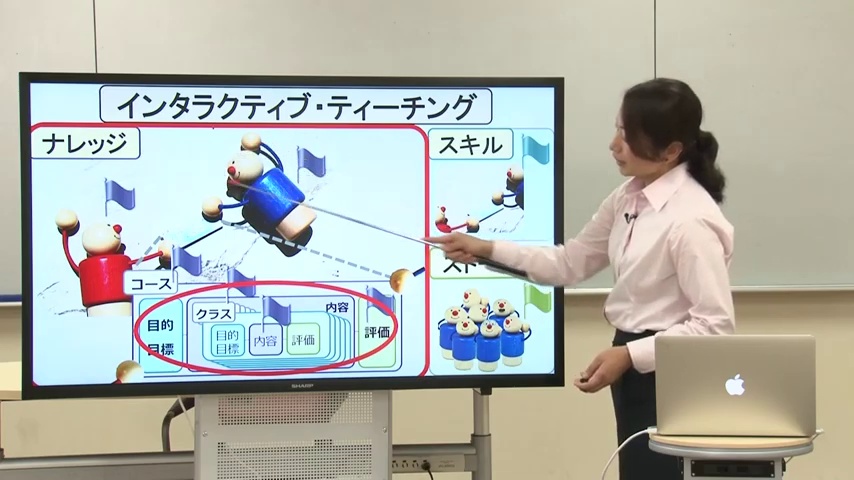 インタラクティブ・ティーチング
ナレッジ
スキル
コース
クラス
内容
目的
目標
目的
目標
内容
評価
評価
SHARP